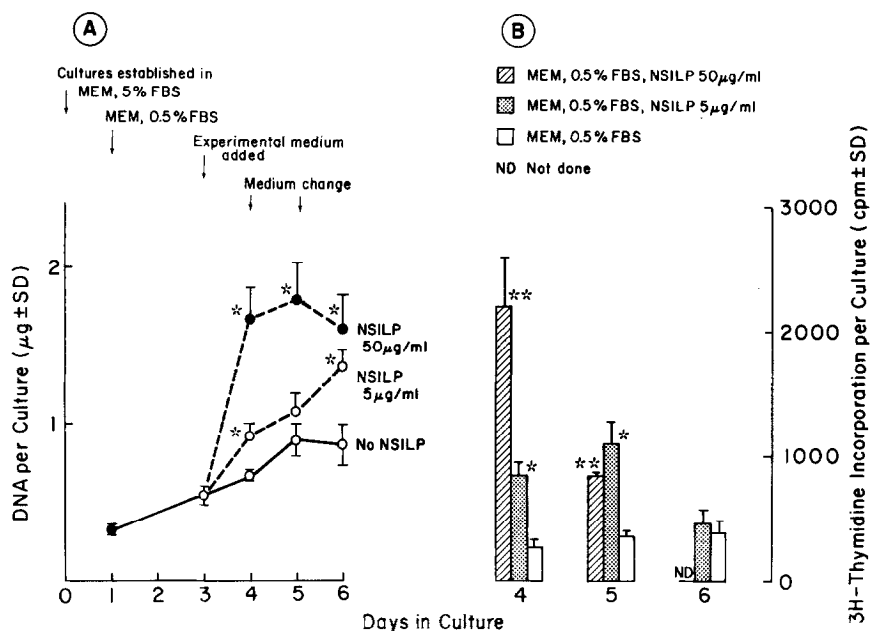 A
Cultures established in
MEM, 5% FBS
MEM, 0.5% FBS
Experimental medium
added
Medium change
DNA per Culture (μg ± SD)
2
1
*
*
*
*
*
NSILP
50μg/ml
NSILP
5μg/ml
No NSILP
0 1 3 4 5 6
Days in Culture
B
MEM, 0.5% FBS, NSILP 50μg/ml
MEM, 0.5% FBS, NSILP 5μg/ml
MEM, 0.5% FBS
ND Not done
**
*
**
*
ND
4 5 6
3000
2000
1000
0
3H-Thymidine Incorporation per Culture (cpm ± SD)